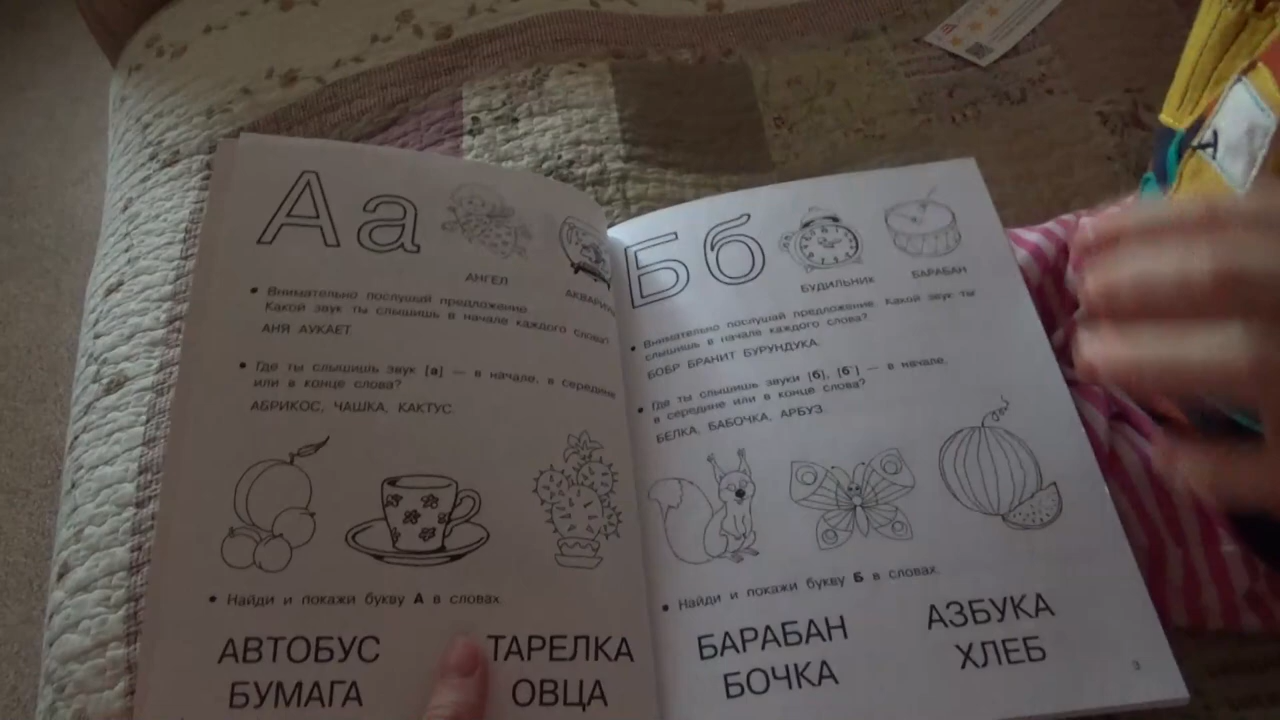 Аа
АНГЕЛ
• Внимательно послушай предложение.
Какой звук ты слышишь в начале каждого слова?
АНЯ АУКАЕТ.
• Где ты слышишь звук [а] — в начале, в середине
или в конце слова?
АБРИКОС, ЧАШКА, КАКТУС.
• Найди и покажи букву А в словах.
АВТОБУС ТАРЕЛКА
БУМАГА ОВЦА
Бб
БУДИЛЬНИК БАРАБАН
• Внимательно послушай предложение. Какой звук ты
слышишь в начале каждого слова?
БОБР БРАНИТ БУРУНДУКА.
• Где ты слышишь звуки [б], [б'] — в начале,
в середине или в конце слова?
БЕЛКА, БАБОЧКА, АРБУЗ.
• Найди и покажи букву Б в словах.
БАРАБАН АЗБУКА
БОЧКА ХЛЕБ
3